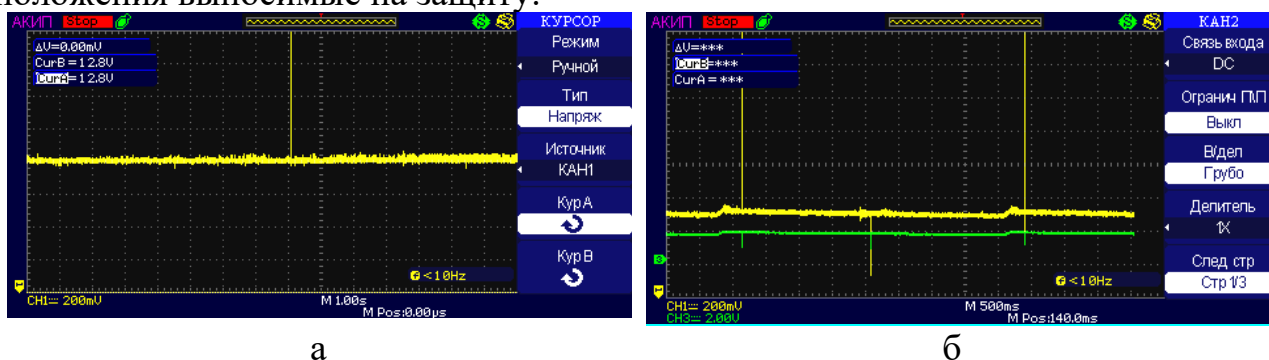 положения выносимые на защиту:
АКИП Stop КУРСОР
ΔU=0.00mV
CurB=12.8V
CurA=12.8V
Режим
Ручной
Тип
Напряж
Источник
КАН1
Кур А
Кур В
<10Hz
CH1 200mV M 1.00s
M Pos:0.00μs
а
АКИП Stop КАН2
ΔU=***
CurB=***
CurA=***
Связь входа
DC
Огранич П\П
Выкл
В/дел
Грубо
Делитель
1X
След стр
Стр 1/3
<10Hz
CH1 200mV M 500ms
CH3 2.00V M Pos:140.0ms
б